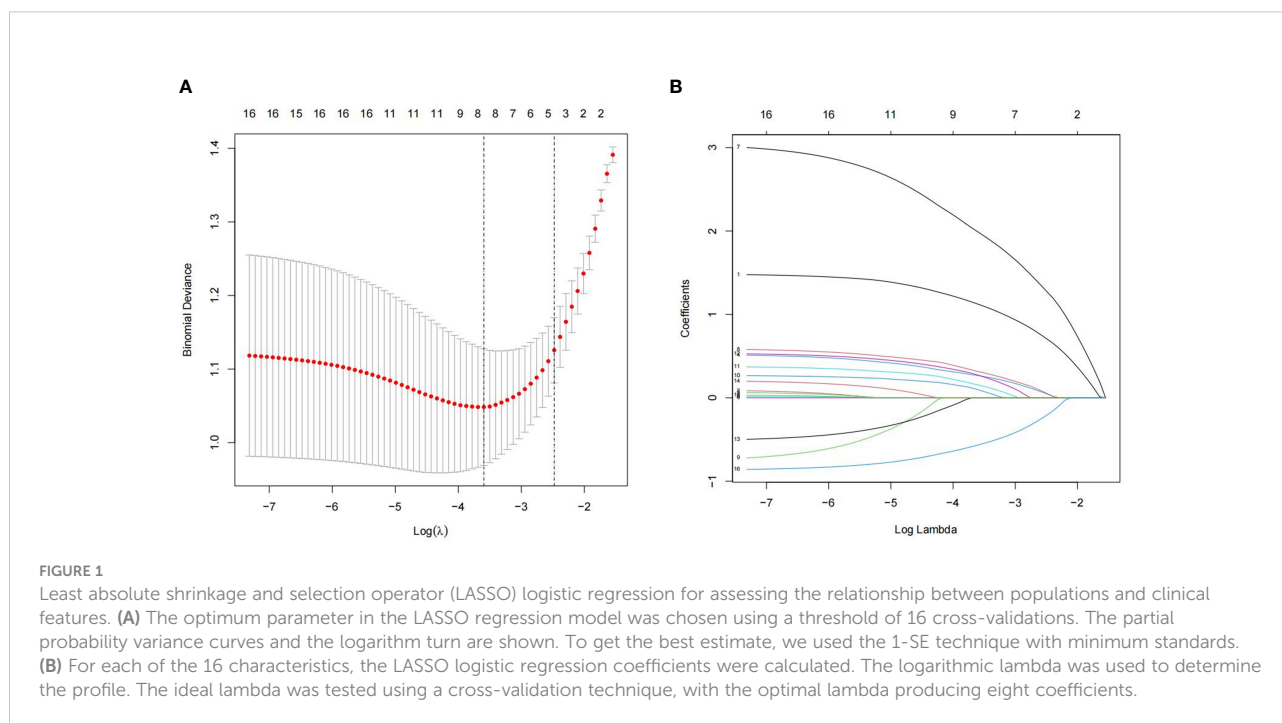 A
B
16 16 15 16 16 16 11 11 11 9 8 8 7 6 5 3 2 2
16 16 11 9 7 2
1.4
1.3
1.2
1.1
1.0
Binomial Deviance
−7 −6 −5 −4 −3 −2
Log(λ)
3
2
1
0
−1
Coefficients
7
1
11
10
14
13
9
16
−7 −6 −5 −4 −3 −2
Log Lambda
FIGURE 1
Least absolute shrinkage and selection operator (LASSO) logistic regression for assessing the relationship between populations and clinical
features. (A) The optimum parameter in the LASSO regression model was chosen using a threshold of 16 cross-validations. The partial
probability variance curves and the logarithm turn are shown. To get the best estimate, we used the 1-SE technique with minimum standards.
(B) For each of the 16 characteristics, the LASSO logistic regression coefficients were calculated. The logarithmic lambda was used to determine
the profile. The ideal lambda was tested using a cross-validation technique, with the optimal lambda producing eight coefficients.